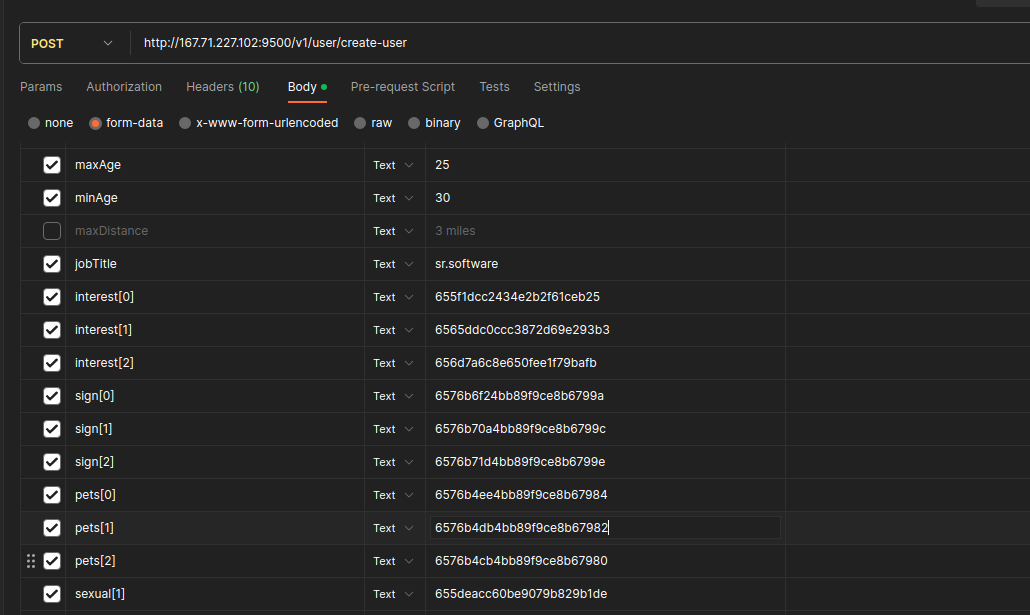 POST http://167.71.227.102:9500/v1/user/create-user
Params Authorization Headers (10) Body Pre-request Script Tests Settings
none form-data x-www-form-urlencoded raw binary GraphQL
maxAge Text 25
minAge Text 30
maxDistance Text 3 miles
jobTitle Text sr.software
interest[0] Text 655f1dcc2434e2b2f61ceb25
interest[1] Text 6565ddc0ccc3872d69e293b3
interest[2] Text 656d7a6c8e650fee1f79bafb
sign[0] Text 6576b6f24bb89f9ce8b6799a
sign[1] Text 6576b70a4bb89f9ce8b6799c
sign[2] Text 6576b71d4bb89f9ce8b6799e
pets[0] Text 6576b4ee4bb89f9ce8b67984
pets[1] Text 6576b4db4bb89f9ce8b67982
pets[2] Text 6576b4cb4bb89f9ce8b67980
sexual[1] Text 655deacc60be9079b829b1de